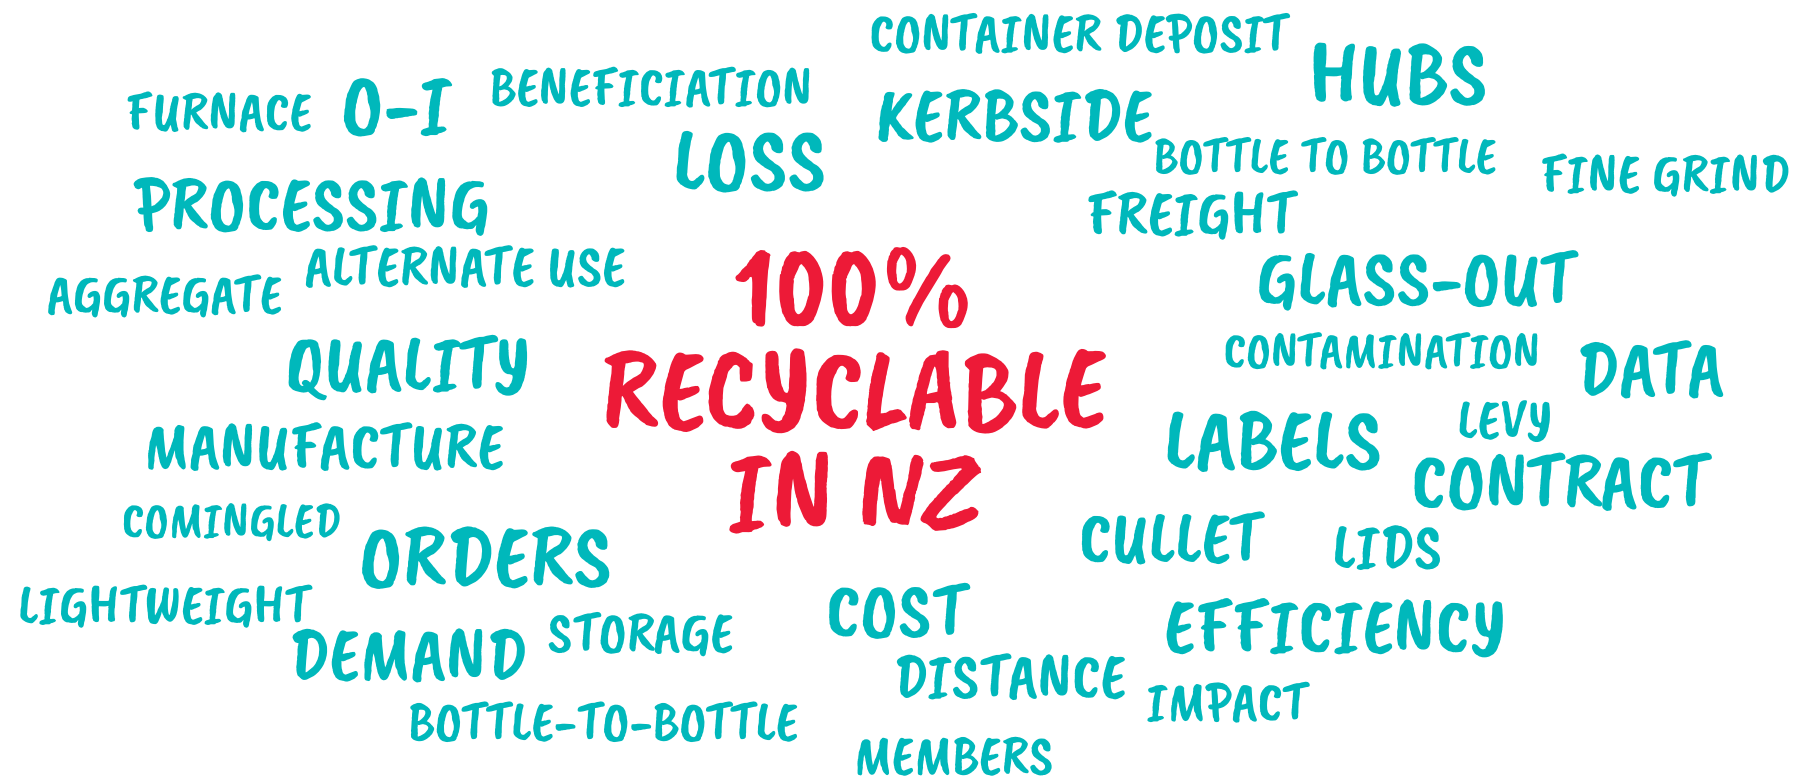 CONTAINER DEPOSIT
HUBS
BENEFICIATION
O-I
FURNACE
KERBSIDE
LOSS
BOTTLE TO BOTTLE
FINE GRIND
PROCESSING
FREIGHT
ALTERNATE USE
AGGREGATE
100%
RECYCLABLE
IN NZ
GLASS-OUT
CONTAMINATION
DATA
QUALITY
LEVY
LABELS
MANUFACTURE
CONTRACT
COMINGLED
ORDERS
CULLET
LIDS
LIGHTWEIGHT
COST
EFFICIENCY
STORAGE
DEMAND
DISTANCE
IMPACT
BOTTLE-TO-BOTTLE
MEMBERS